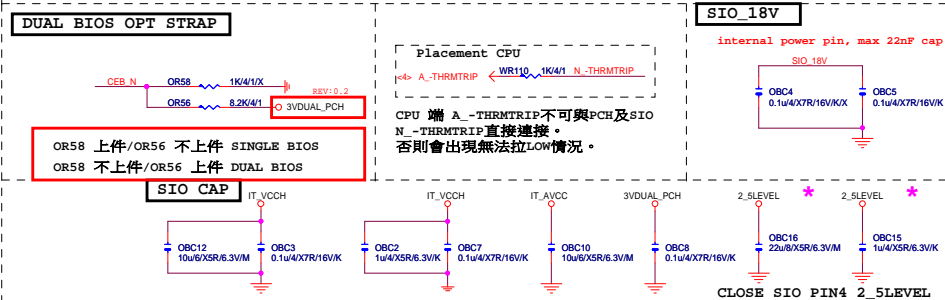 DUAL BIOS OPT STRAP
CEB_N
OR58
1K/4/1/X
REV:0.2
OR56
8.2K/4/1
3VDUAL_PCH
OR58 上件/OR56 不上件 SINGLE BIOS
OR58 不上件/OR56 上件 DUAL BIOS
Placement CPU
<4> A_-THRMTRIP
WR110
1K/4/1
N_-THRMTRIP
CPU 端 A_-THRMTRIP不可與PCH及SIO
N_-THRMTRIP直接連接。
否則會出現無法拉LOW情況。
SIO_18V
internal power pin, max 22nF cap
SIO_18V
OBC4
0.1u/4/X7R/16V/K/X
OBC5
0.1u/4/X7R/16V/K
SIO CAP
IT_VCCH
OBC12
10u/6/X5R/6.3V/M
OBC3
0.1u/4/X7R/16V/K
OBC2
1u/4/X5R/6.3V/K
IT_VCCH
OBC7
0.1u/4/X7R/16V/K
IT_AVCC
OBC10
10u/6/X5R/6.3V/M
3VDUAL_PCH
OBC8
0.1u/4/X7R/16V/K
2_5LEVEL
*
OBC16
22u/8/X5R/6.3V/M
2_5LEVEL
*
OBC15
1u/4/X5R/6.3V/K
CLOSE SIO PIN4 2_5LEVEL